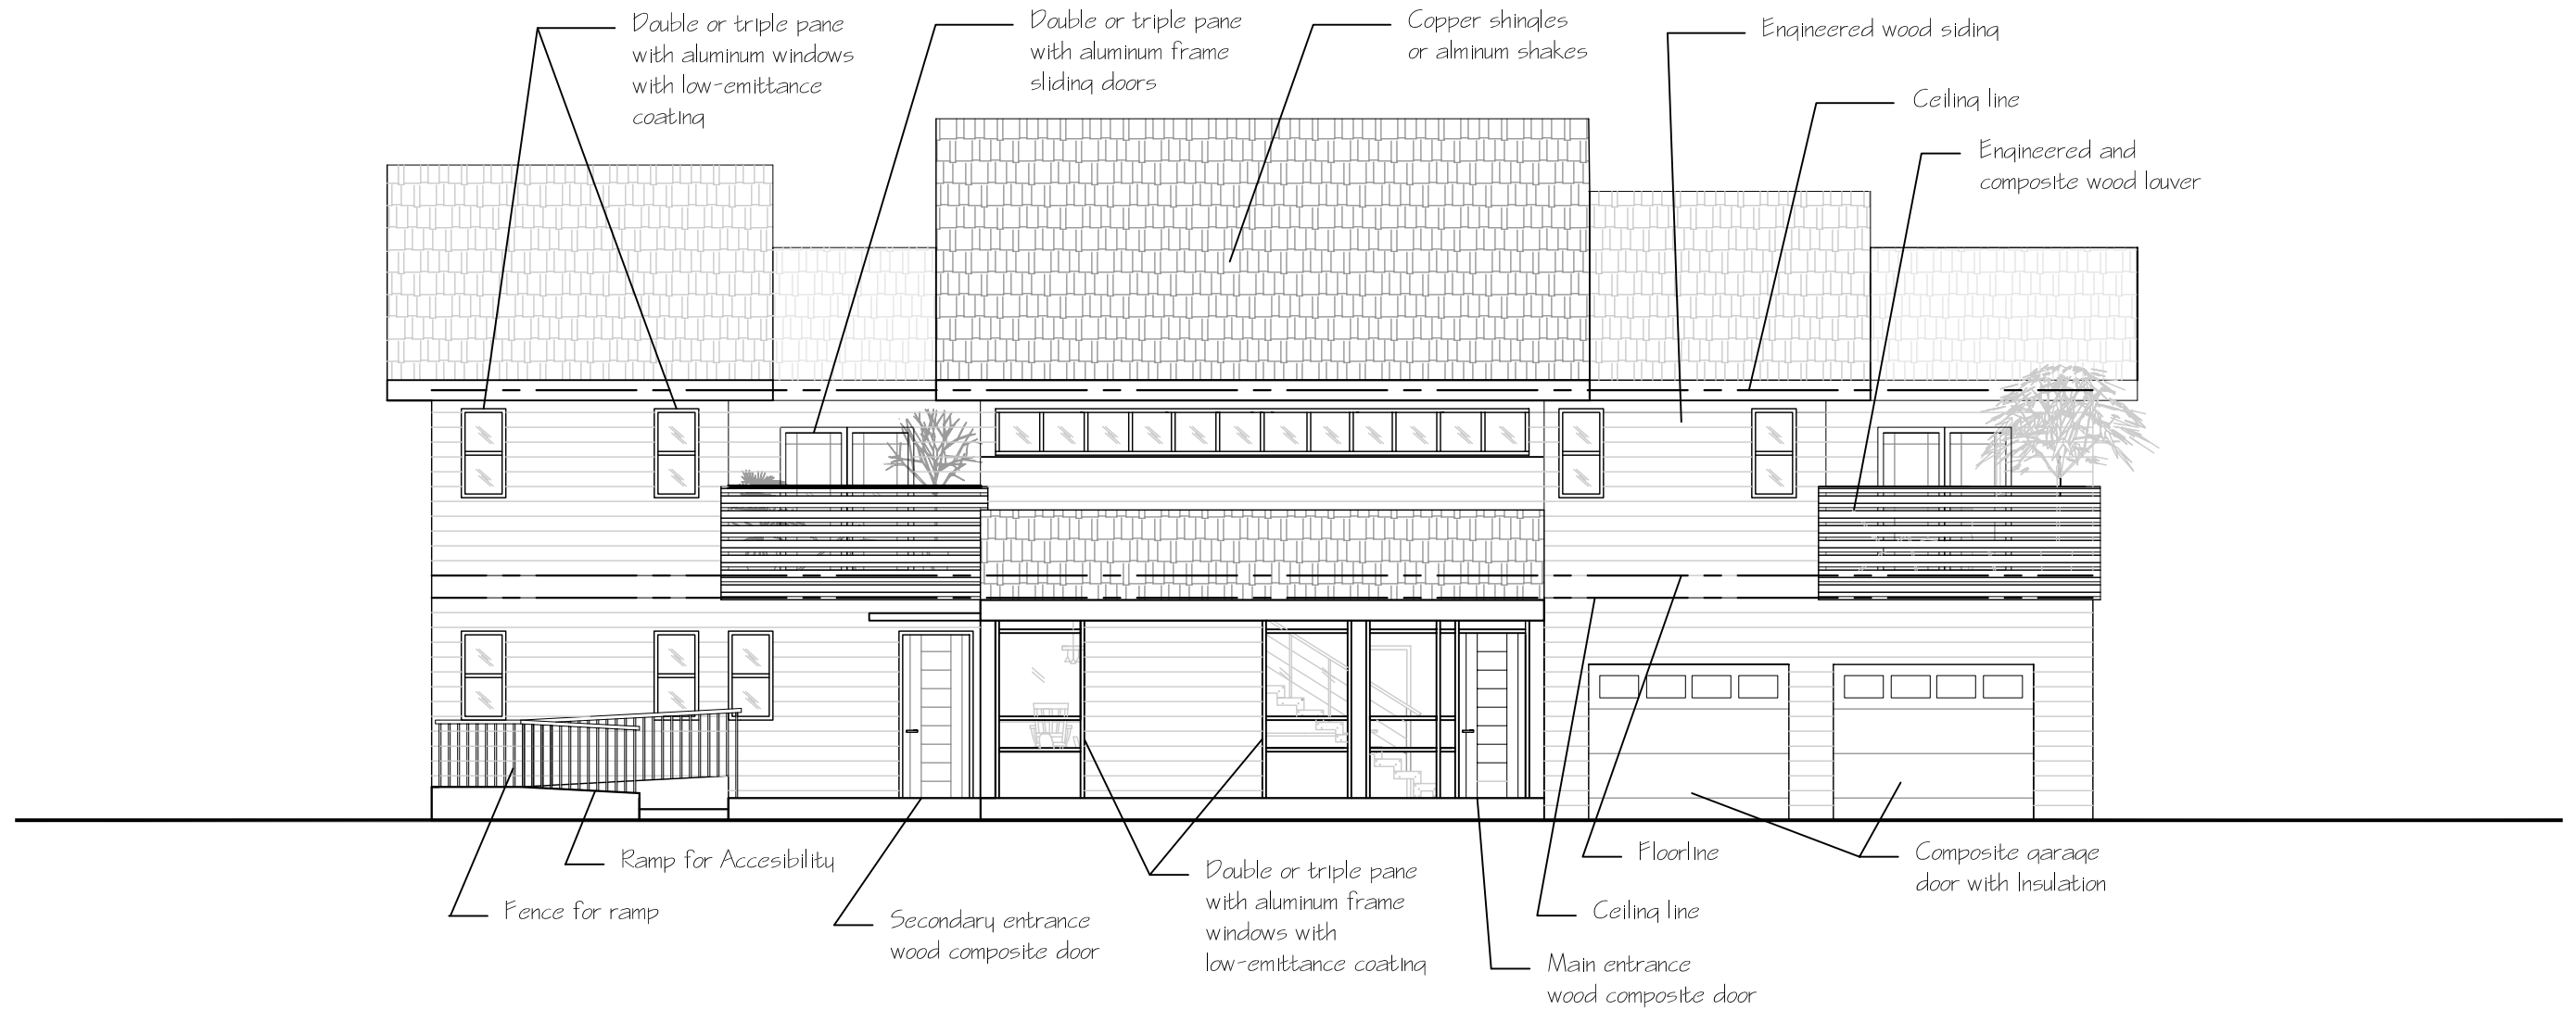 Double or triple pane
with aluminum windows
with low-emittance
coating
Double or triple pane
with aluminum frame
sliding doors
Copper shingles
or alminum shakes
Engineered wood siding
Ceiling line
Engineered and
composite wood louver
Ramp for Accesibility
Fence for ramp
Secondary entrance
wood composite door
Double or triple pane
with aluminum frame
windows with
low-emittance coating
Floorline
Ceiling line
Main entrance
wood composite door
Composite garage
door with Insulation